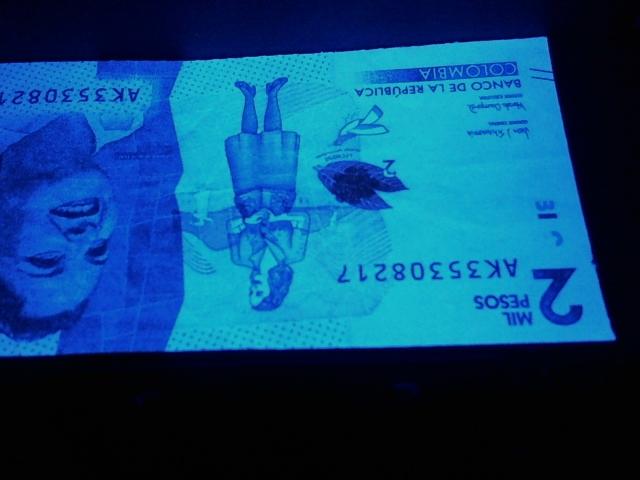 2
MIL
PESOS
AK35308217
2
BANCO DE LA REPÚBLICA
COLOMBIA
AK3530821